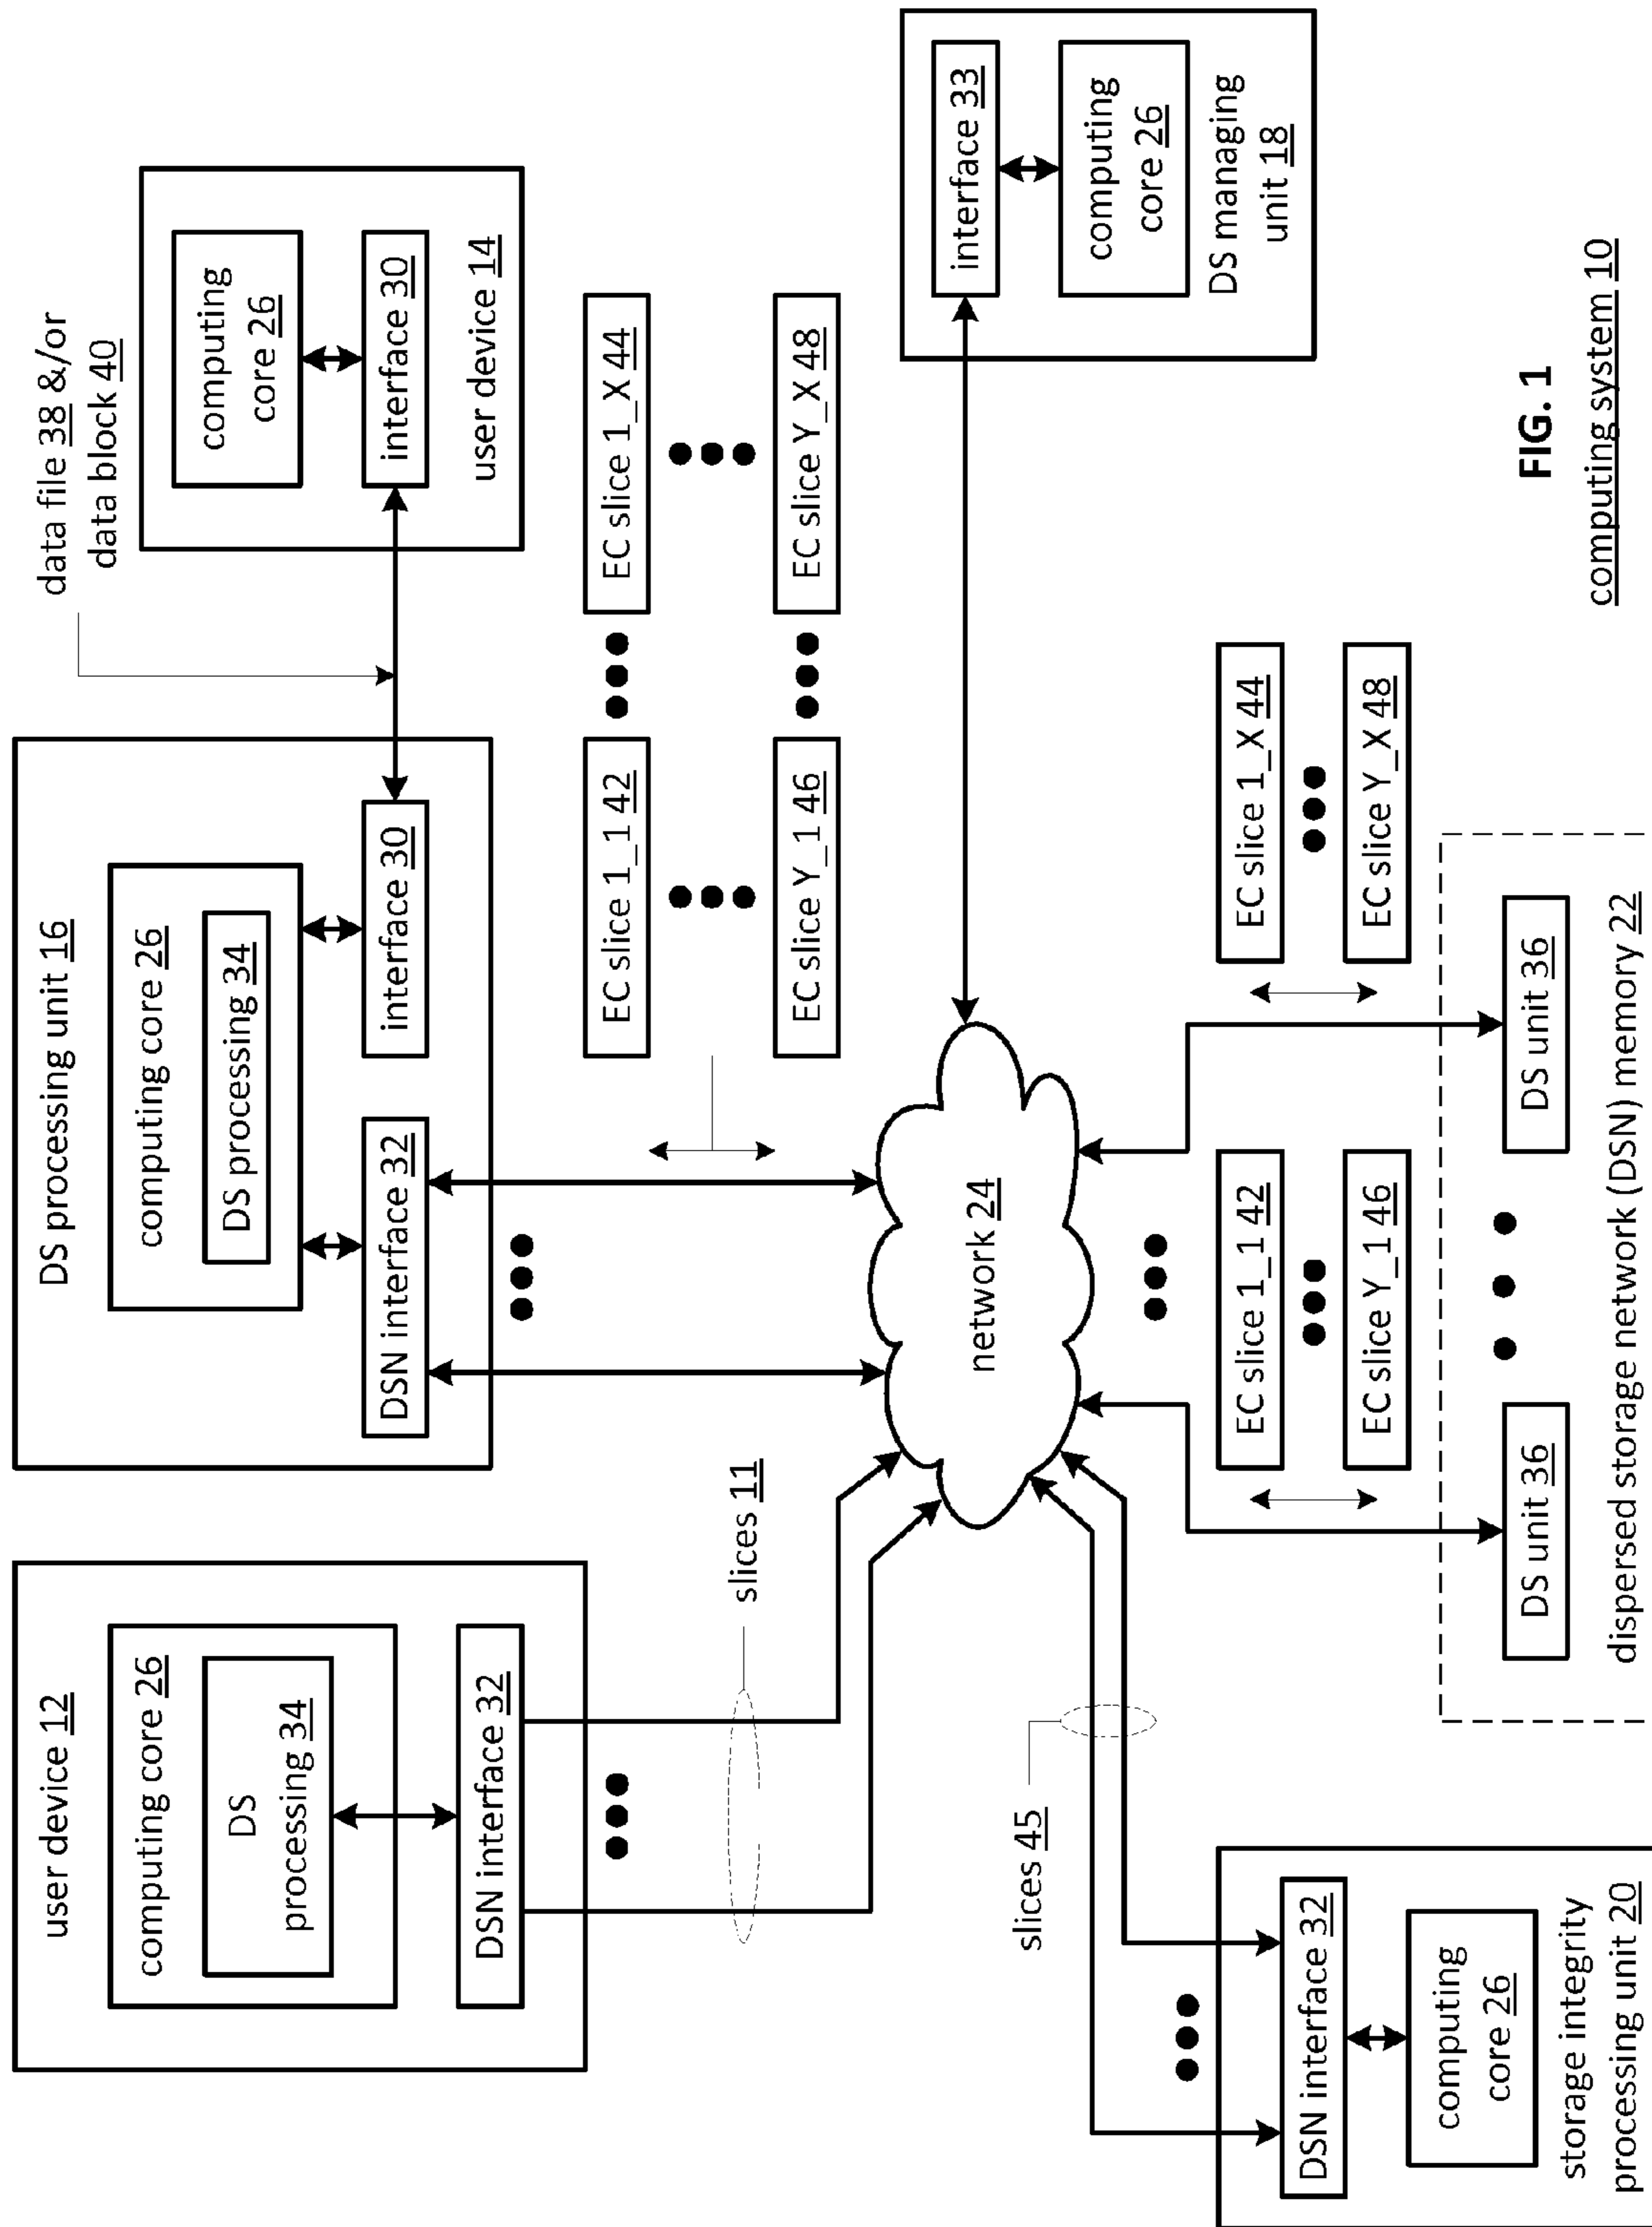 user device 12
computing core 26
DS
processing 34
DSN interface 32
slices 11
DS processing unit 16
computing core 26
DS processing 34
DSN interface 32
interface 30
data file 38 &/or
data block 40
computing
core 26
interface 30
user device 14
EC slice 1_1 42
EC slice 1_X 44
EC slice Y_1 46
EC slice Y_X 48
network 24
interface 33
computing
core 26
DS managing
unit 18
slices 45
DSN interface 32
computing
core 26
storage integrity
processing unit 20
EC slice 1_1 42
EC slice Y_1 46
EC slice 1_X 44
EC slice Y_X 48
DS unit 36
DS unit 36
dispersed storage network (DSN) memory 22
FIG. 1
computing system 10